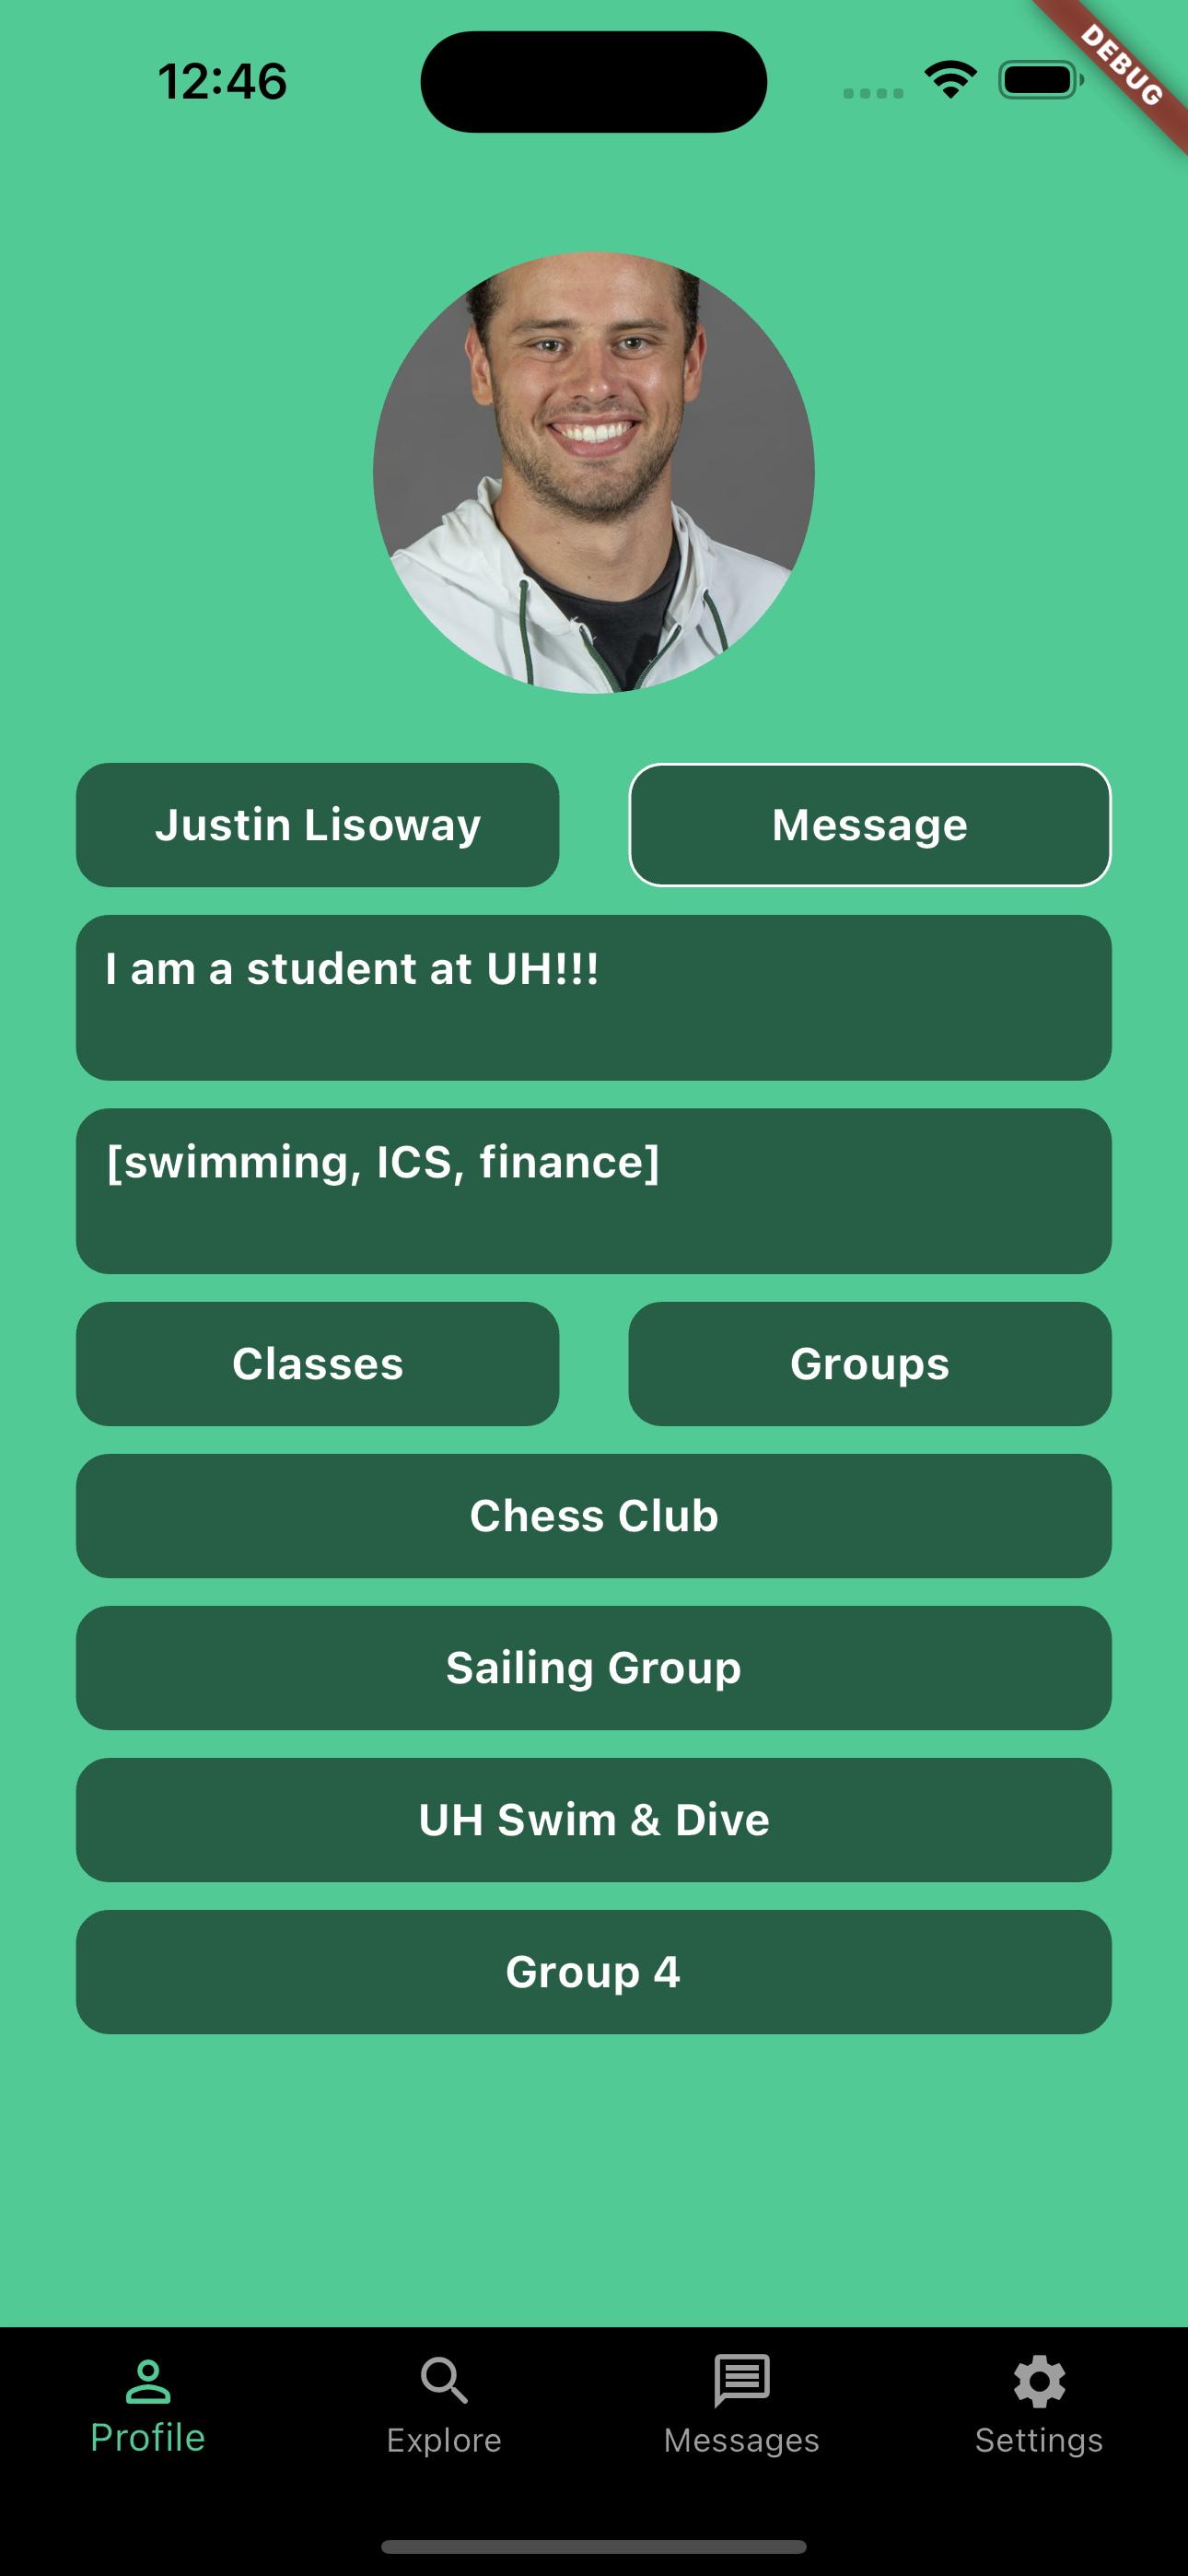 12:46
DEBUG
Justin Lisoway
Message
I am a student at UH!!!
[swimming, ICS, finance]
Classes
Groups
Chess Club
Sailing Group
UH Swim & Dive
Group 4
Profile
Explore
Messages
Settings